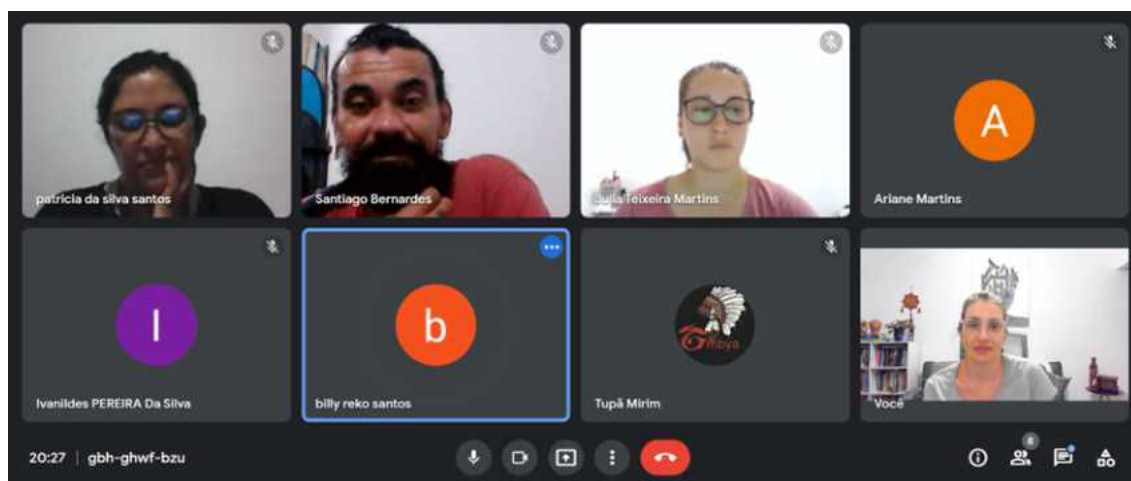 patricia da silva santos
Santiago Bernardes
Julia Teixeira Martins
A
Ariane Martins
I
Ivanildes PEREIRA Da Silva
b
billy reko santos
mbya
Tupã Mirim
Você
20:27 | gbh-ghwf-bzu
8